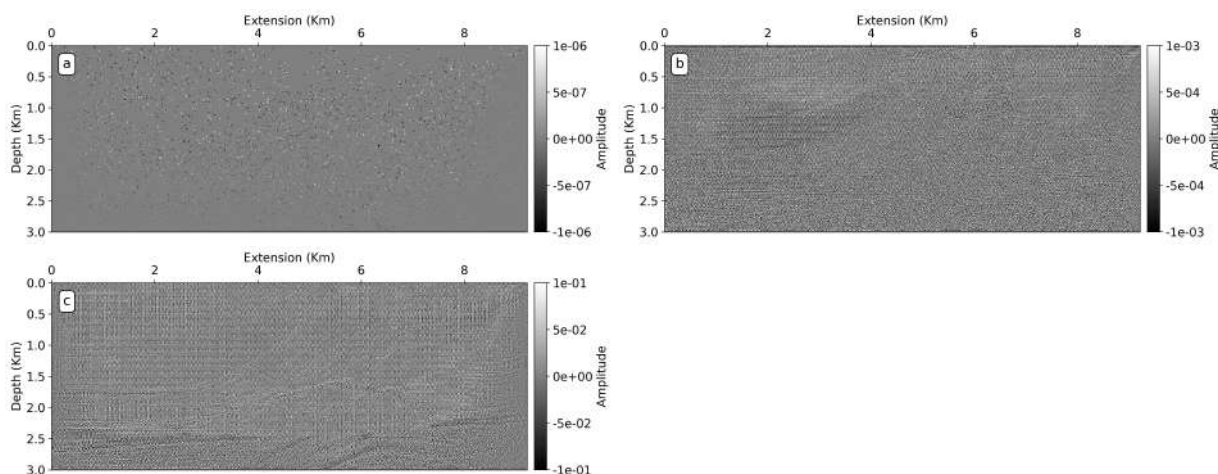 Extension (Km)
0 2 4 6 8
a
Depth (Km)
0.0
0.5
1.0
1.5
2.0
2.5
3.0
1e-06
5e-07
0e+00
-5e-07
-1e-06
Amplitude
Extension (Km)
0 2 4 6 8
b
Depth (Km)
0.0
0.5
1.0
1.5
2.0
2.5
3.0
1e-03
5e-04
0e+00
-5e-04
-1e-03
Amplitude
Extension (Km)
0 2 4 6 8
c
Depth (Km)
0.0
0.5
1.0
1.5
2.0
2.5
3.0
1e-01
5e-02
0e+00
-5e-02
-1e-01
Amplitude